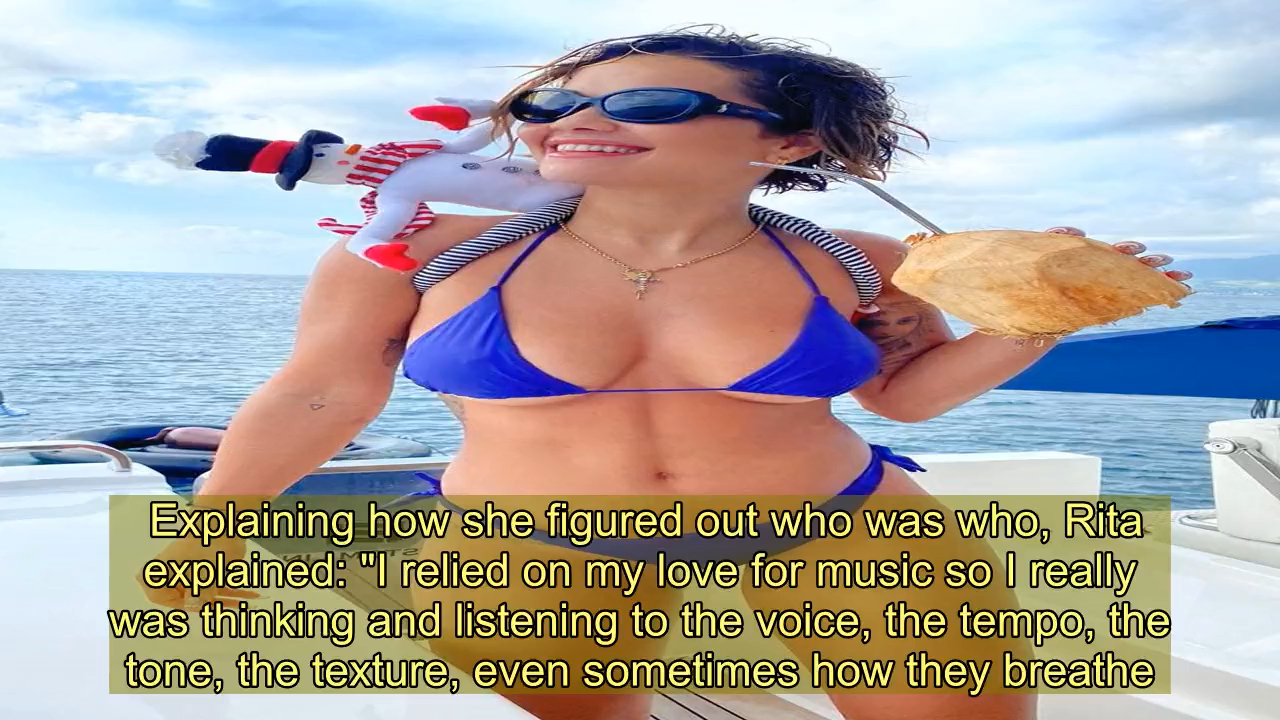 Explaining how she figured out who was who, Rita
explained: "I relied on my love for music so I really
was thinking and listening to the voice, the tempo, the
tone, the texture, even sometimes how they breathe